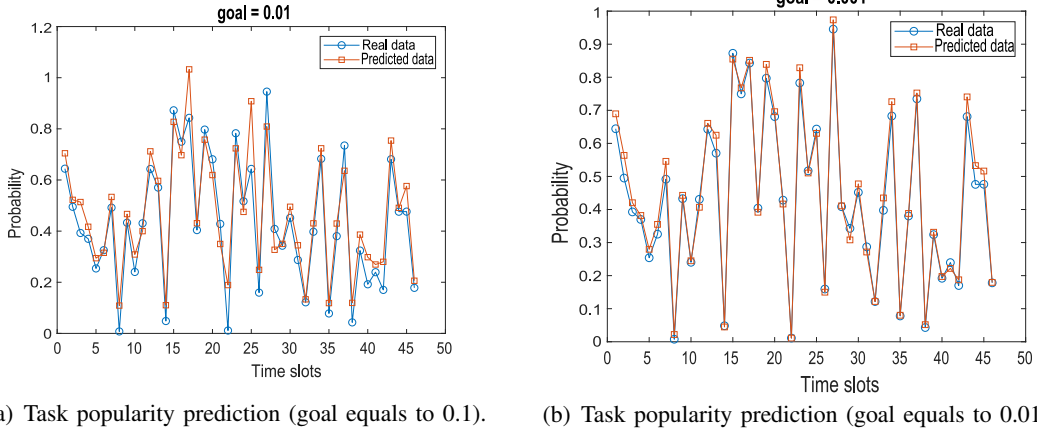 goal = 0.01
1.2
1
0.8
0.6
0.4
0.2
0
Probability
Real data
Predicted data
0 5 10 15 20 25 30 35 40 45 50
Time slots
1
0.9
0.8
0.7
0.6
0.5
0.4
0.3
0.2
0.1
0
Probability
Real data
Predicted data
0 5 10 15 20 25 30 35 40 45 50
Time slots
a) Task popularity prediction (goal equals to 0.1).
(b) Task popularity prediction (goal equals to 0.01